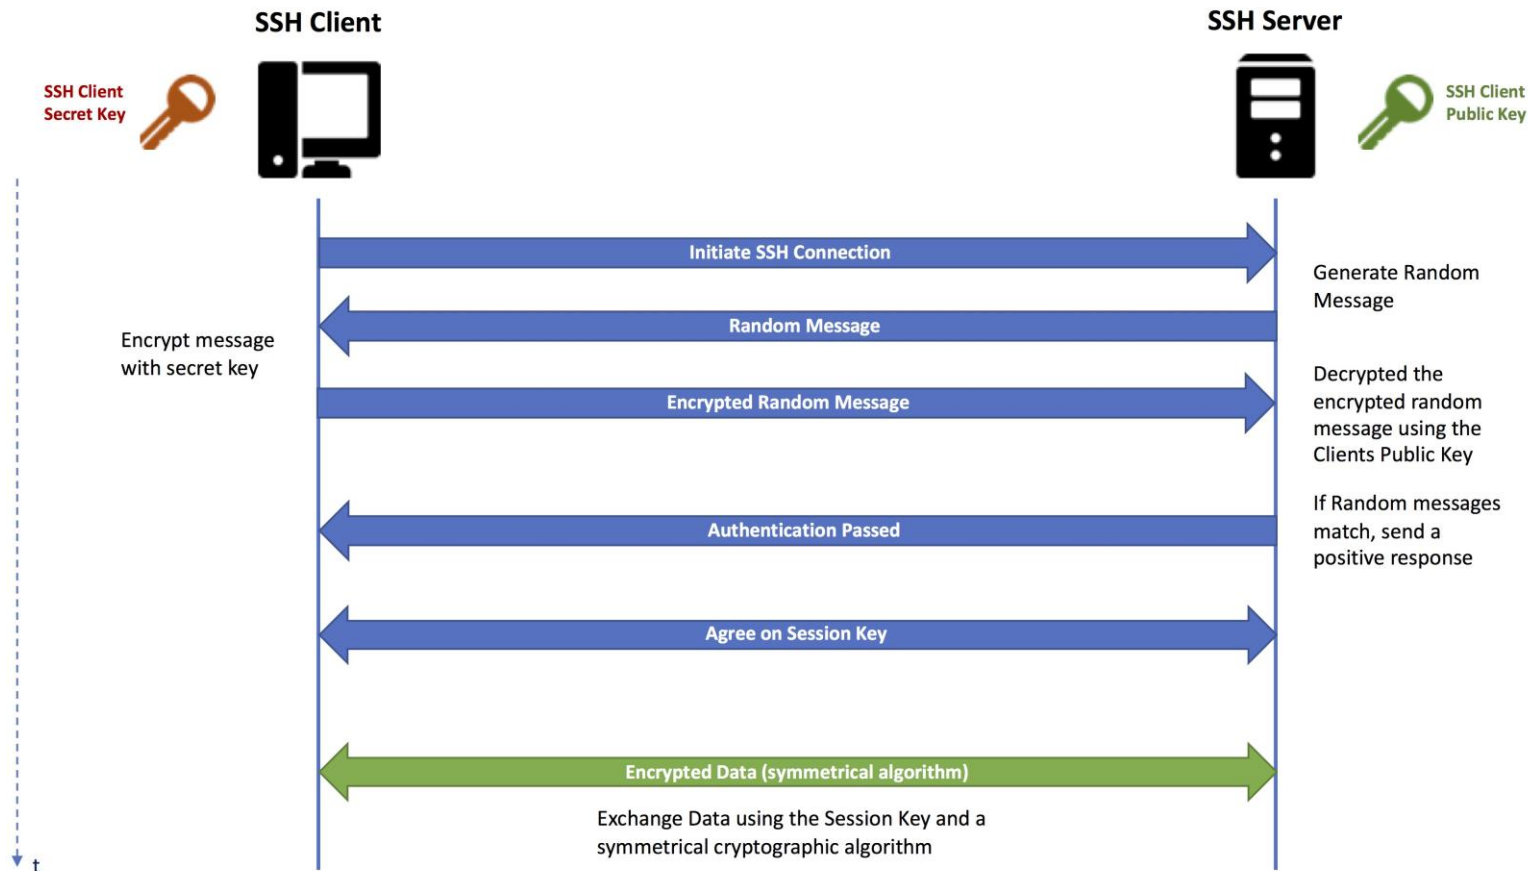 SSH Client
SSH Server
SSH Client
Secret Key
SSH Client
Public Key
Initiate SSH Connection
Generate Random
Message
Random Message
Encrypt message
with secret key
Decrypted the
encrypted random
message using the
Clients Public Key
Encrypted Random Message
If Random messages
match, send a
positive response
Authentication Passed
Agree on Session Key
Encrypted Data (symmetrical algorithm)
Exchange Data using the Session Key and a
symmetrical cryptographic algorithm
t